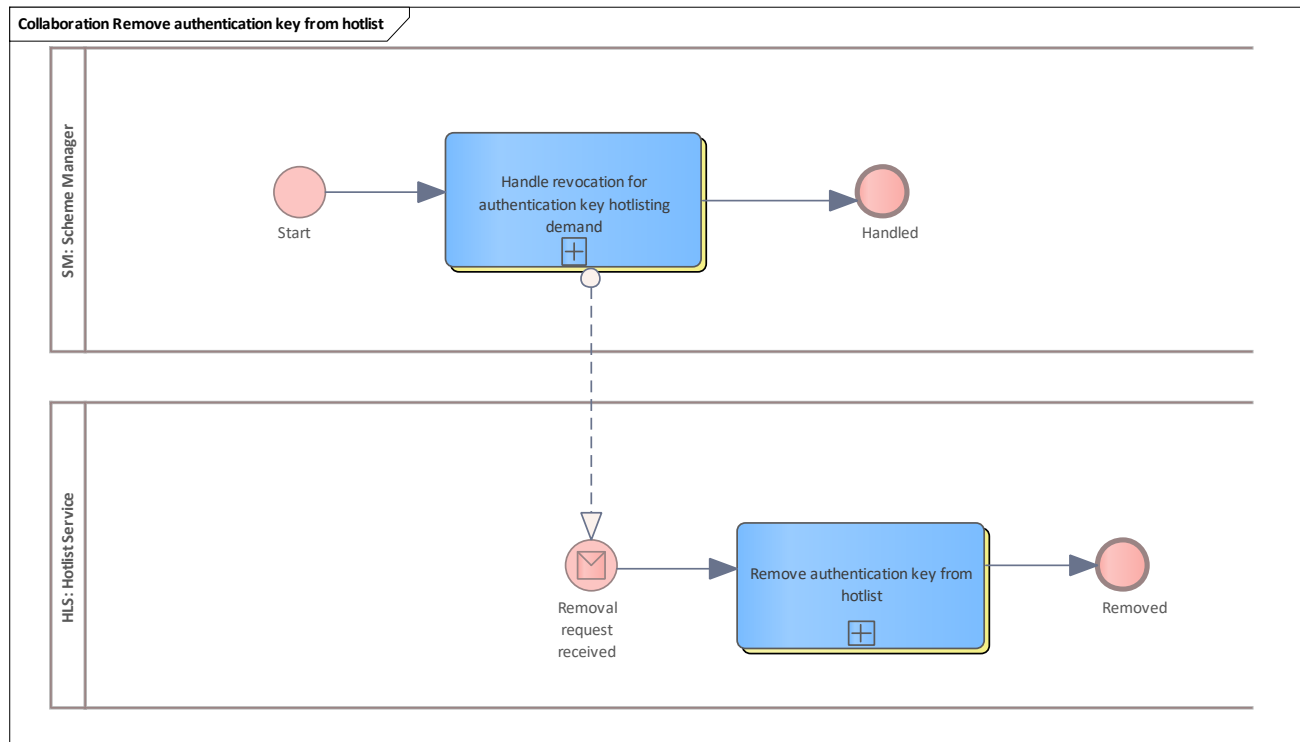 Collaboration Remove authentication key from hotlist
SM: Scheme Manager
Handle revocation for
authentication key hotlisting
demand
Start
Handled
HLS: Hotlist Service
Remove authentication key from
hotlist
Removal
request
received
Removed